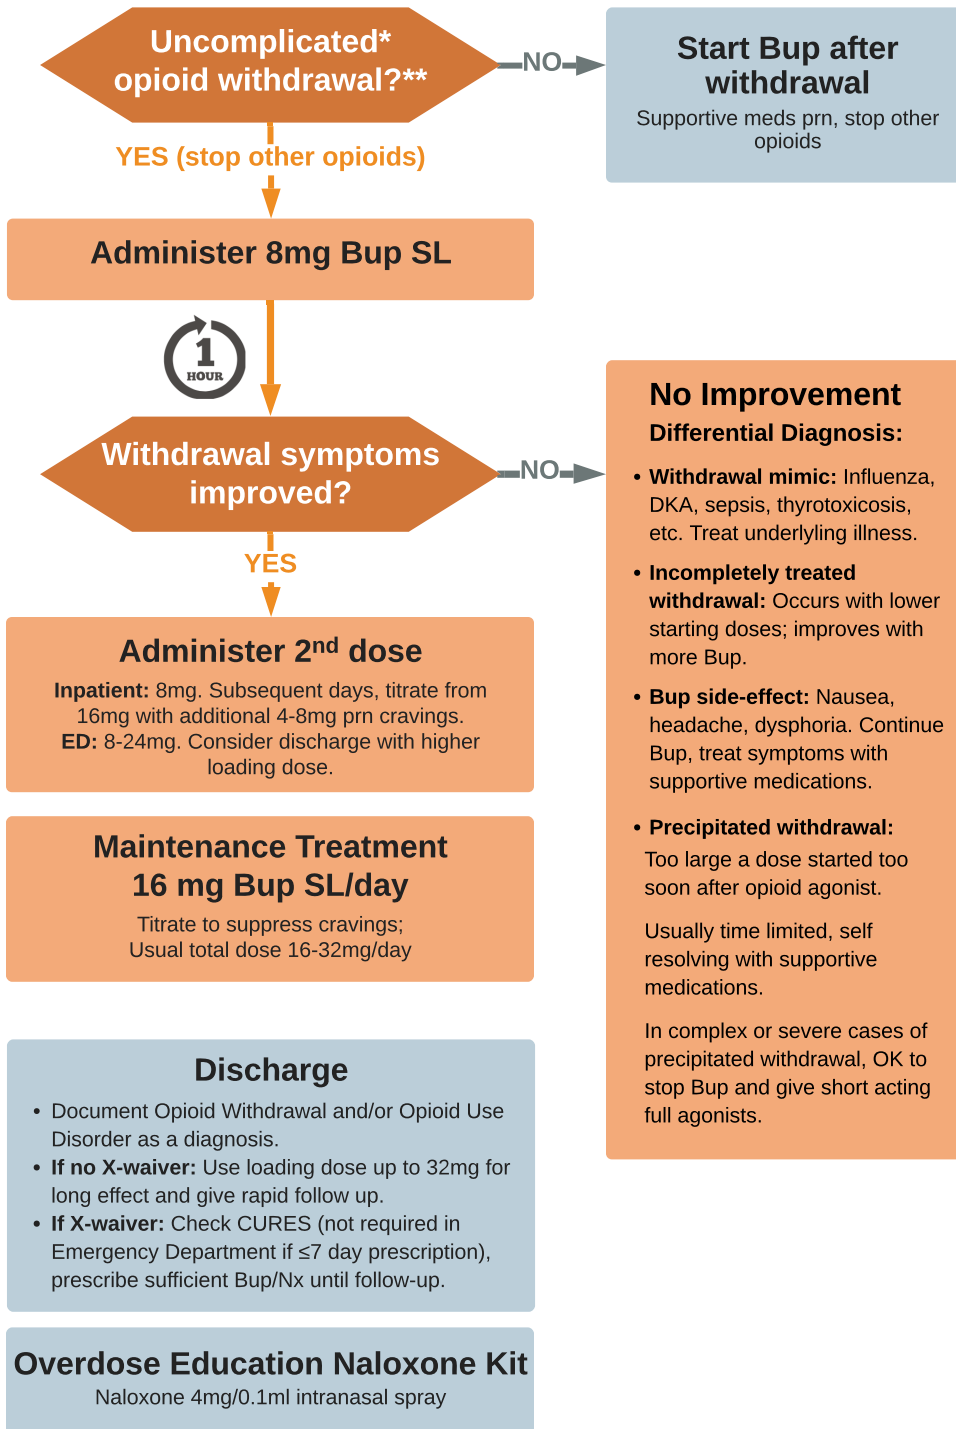 Uncomplicated*
opioid withdrawal?**
NO
Start Bup after
withdrawal
Supportive meds prn, stop other
opioids
YES (stop other opioids)
Administer 8mg Bup SL
1
HOUR
Withdrawal symptoms
improved?
NO
YES
Administer 2nd dose
Inpatient: 8mg. Subsequent days, titrate from
16mg with additional 4-8mg prn cravings.
ED: 8-24mg. Consider discharge with higher
loading dose.
Maintenance Treatment
16 mg Bup SL/day
Titrate to suppress cravings;
Usual total dose 16-32mg/day
No Improvement
Differential Diagnosis:
• Withdrawal mimic: Influenza,
DKA, sepsis, thyrotoxicosis,
etc. Treat underlyling illness.
• Incompletely treated
withdrawal: Occurs with lower
starting doses; improves with
more Bup.
• Bup side-effect: Nausea,
headache, dysphoria. Continue
Bup, treat symptoms with
supportive medications.
• Precipitated withdrawal:
Too large a dose started too
soon after opioid agonist.
Usually time limited, self
resolving with supportive
medications.
In complex or severe cases of
precipitated withdrawal, OK to
stop Bup and give short acting
full agonists.
Discharge
• Document Opioid Withdrawal and/or Opioid Use
Disorder as a diagnosis.
• If no X-waiver: Use loading dose up to 32mg for
long effect and give rapid follow up.
• If X-waiver: Check CURES (not required in
Emergency Department if ≤7 day prescription),
prescribe sufficient Bup/Nx until follow-up.
Overdose Education Naloxone Kit
Naloxone 4mg/0.1ml intranasal spray